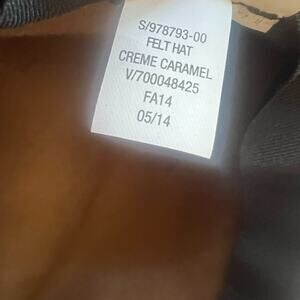 S/978793-00
FELT HAT
CREME CARAMEL
V/700048425
FA14
05/14